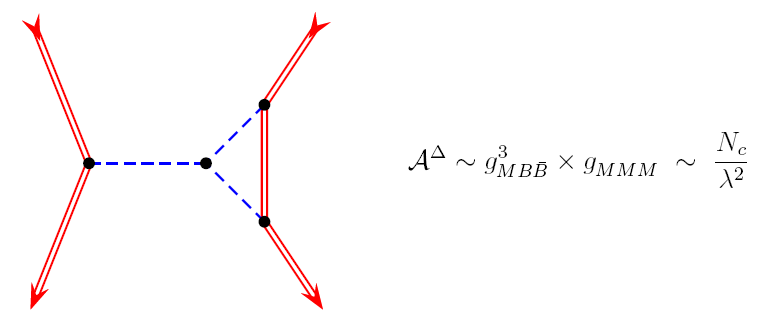 $\mathcal{A}^{\Delta} \sim g^{3}_{MB\bar{B}} \times g_{MMM} \sim \frac{N_c}{\lambda^2}$